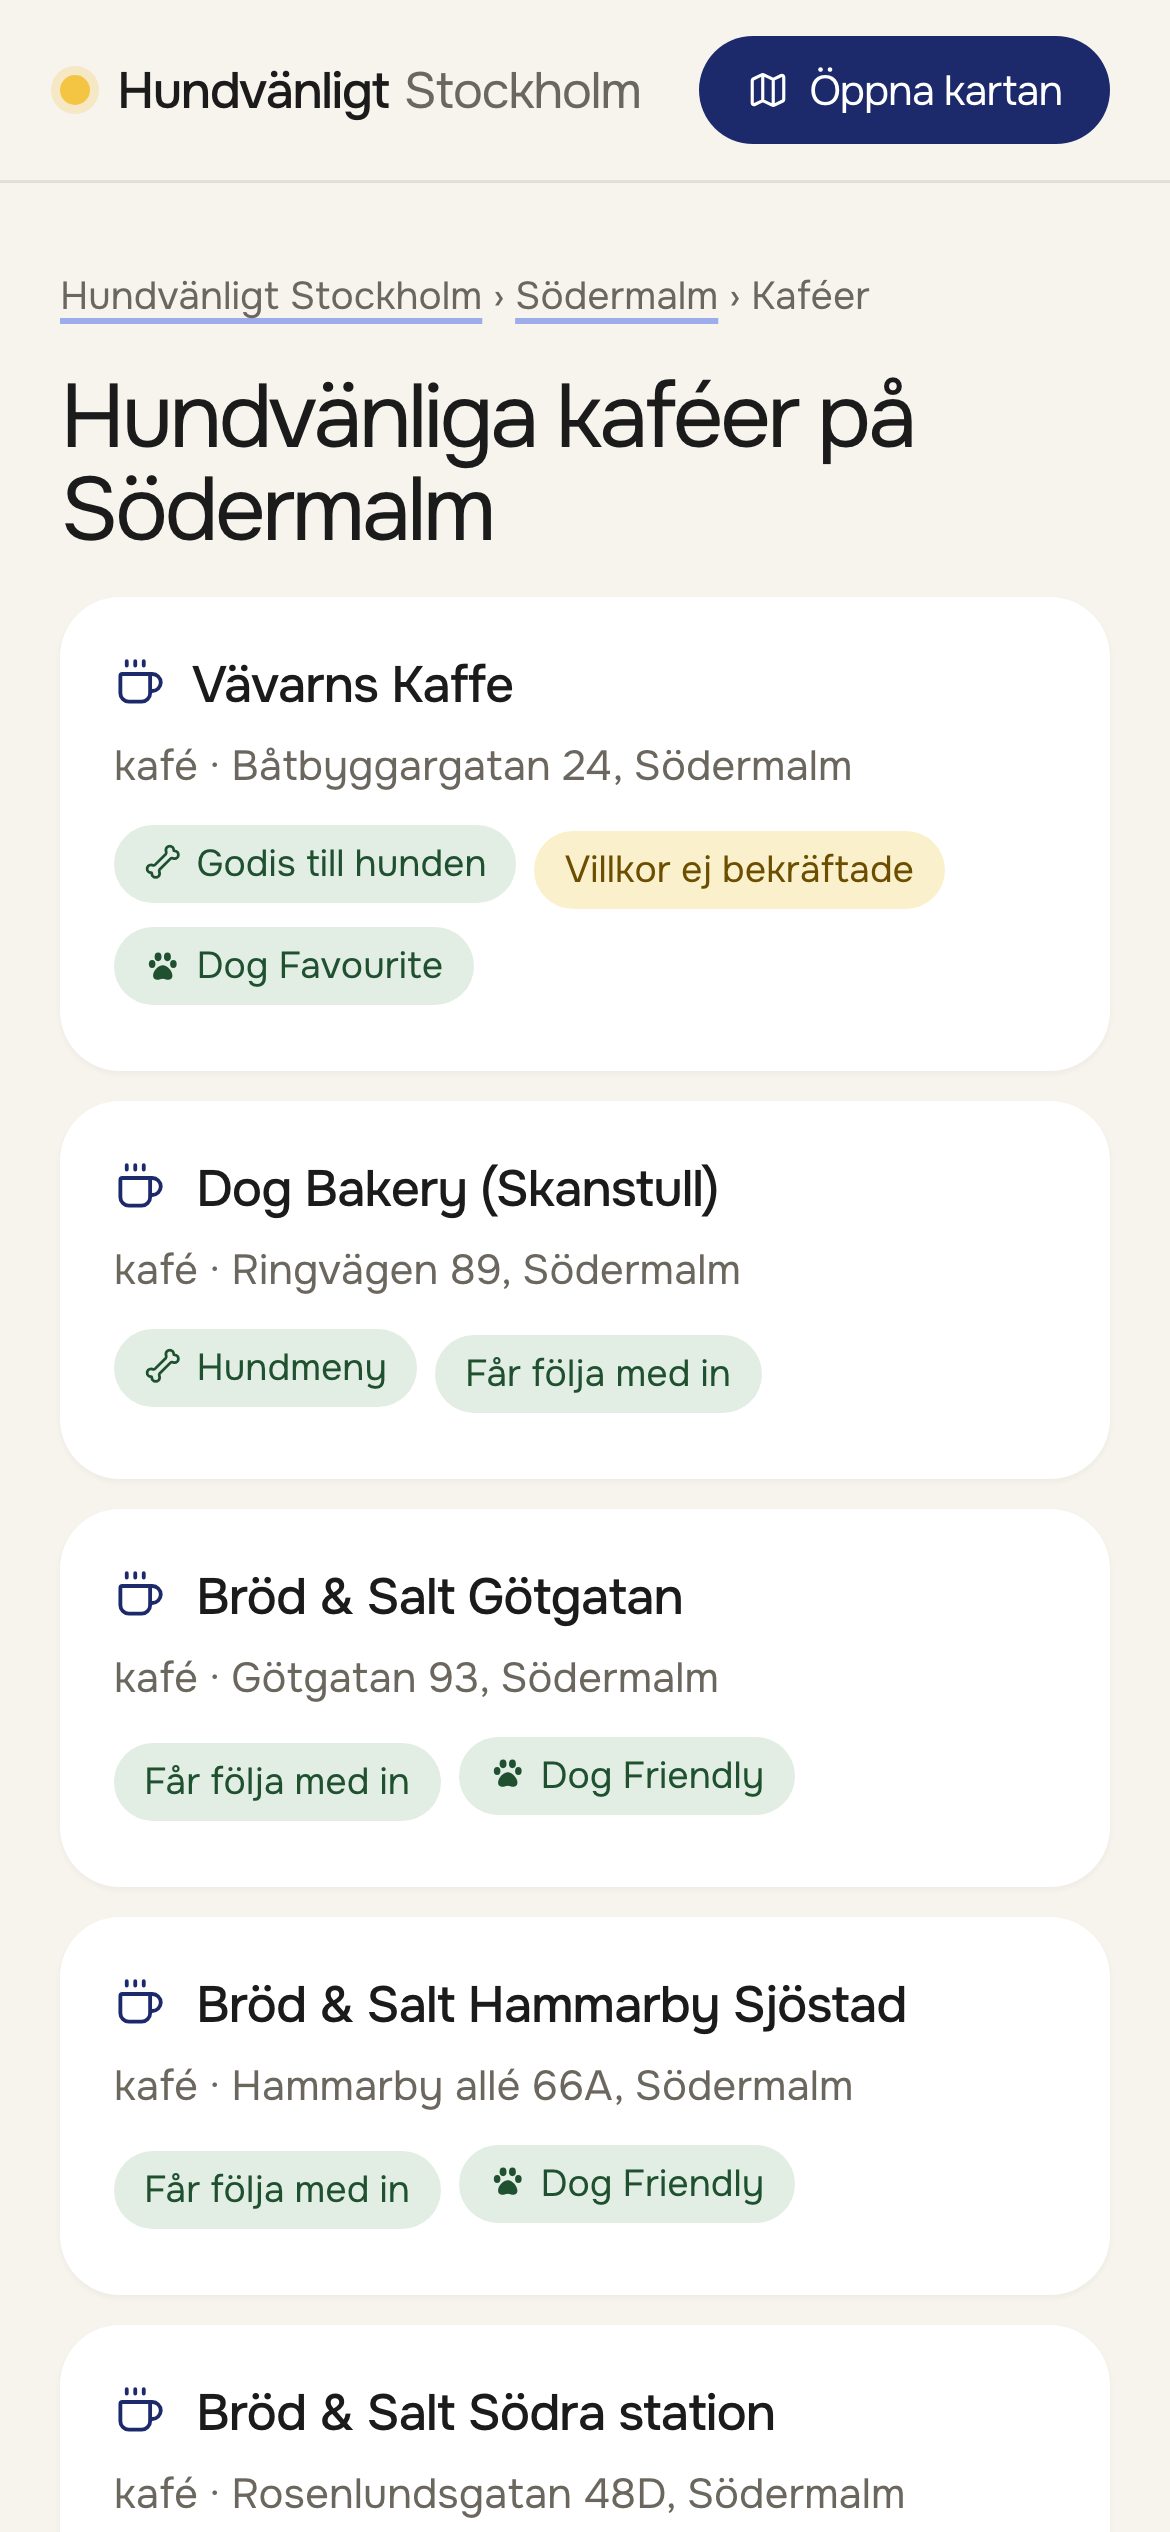 Hundvänligt Stockholm
Öppna kartan
Hundvänligt Stockholm › Södermalm › Kaféer
Hundvänliga kaféer på
Södermalm
Vävarns Kaffe
kafé · Båtbyggargatan 24, Södermalm
Godis till hunden
Villkor ej bekräftade
Dog Favourite
Dog Bakery (Skanstull)
kafé · Ringvägen 89, Södermalm
Hundmeny
Får följa med in
Bröd & Salt Götgatan
kafé · Götgatan 93, Södermalm
Får följa med in
Dog Friendly
Bröd & Salt Hammarby Sjöstad
kafé · Hammarby allé 66A, Södermalm
Får följa med in
Dog Friendly
Bröd & Salt Södra station
kafé · Rosenlundsgatan 48D, Södermalm